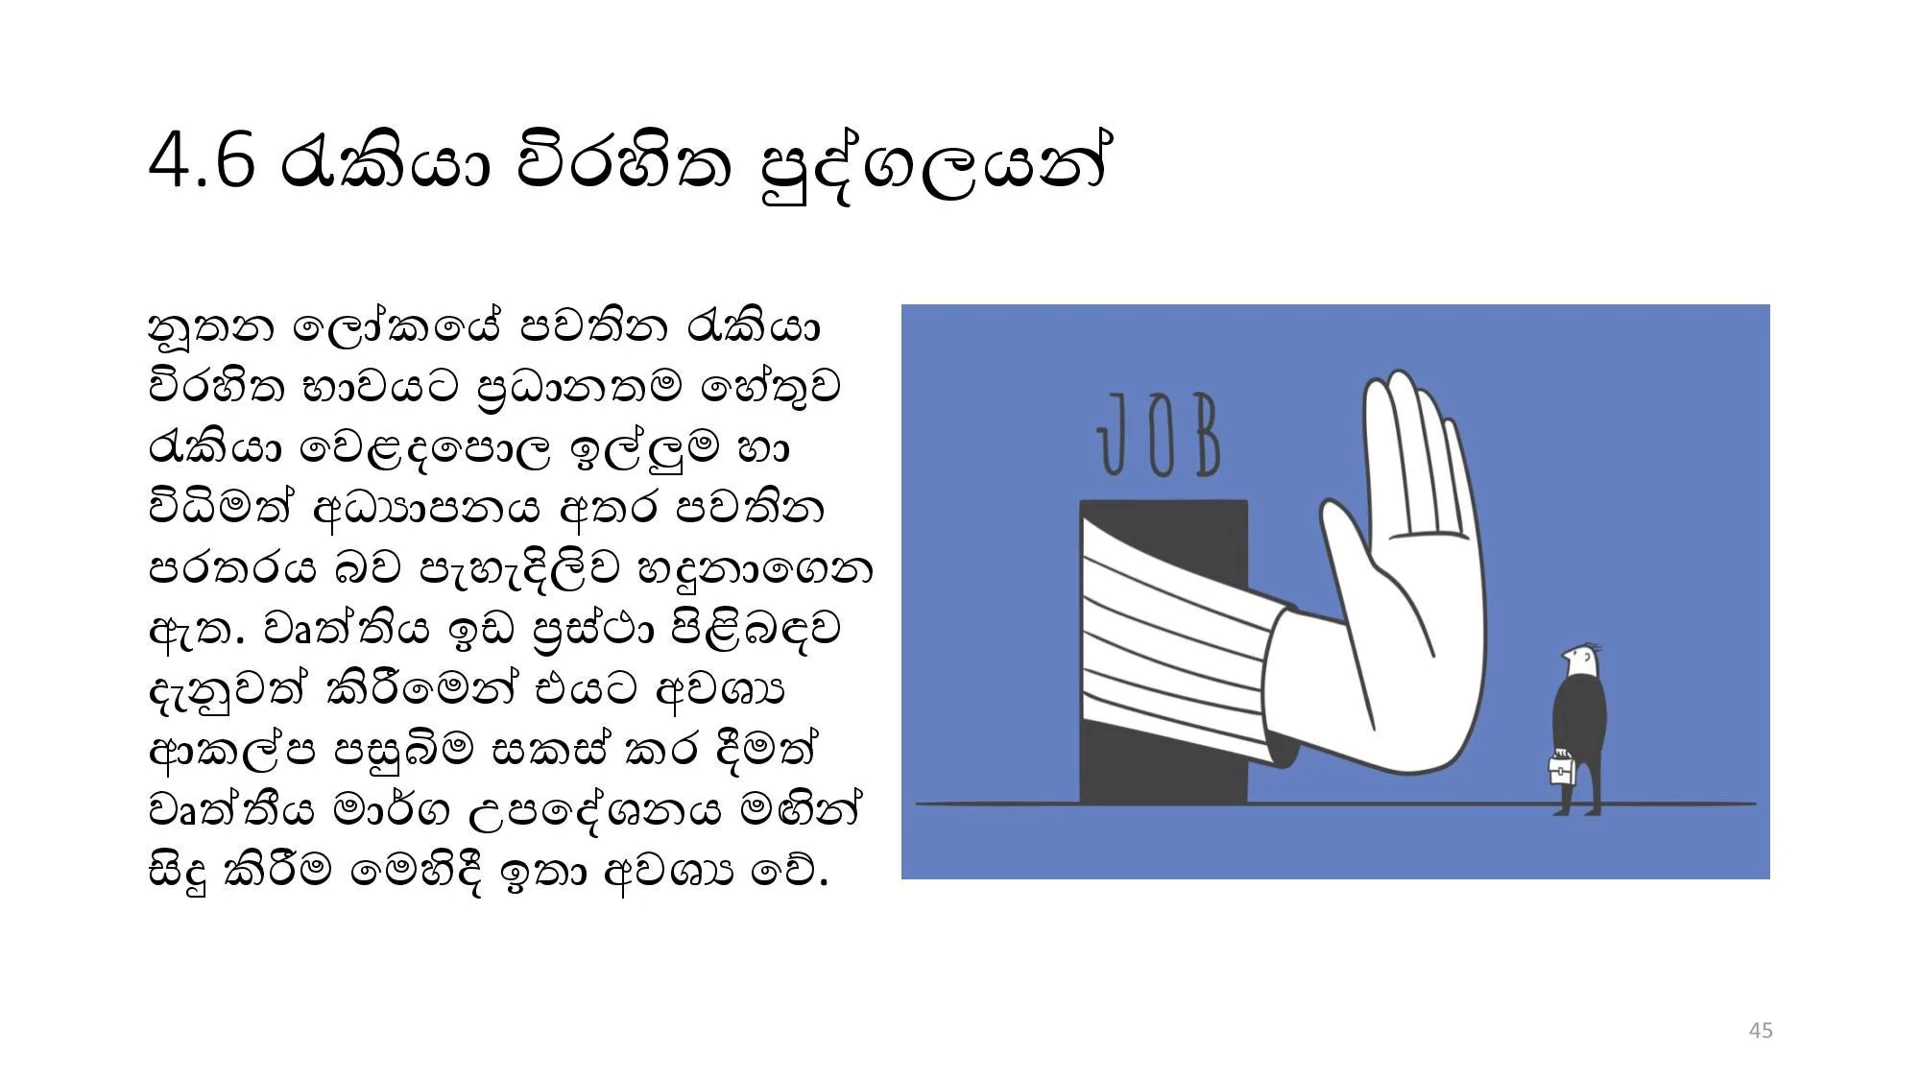 4.6 රැකියා විරහිත පුද්ගලයන්
නූතන ලෝකයේ පවතින රැකියා
විරහිත භාවයට ප්‍රධානතම හේතුව
රැකියා වෙළදපොල ඉල්ලුම හා
විධිමත් අධ්‍යාපනය අතර පවතින
පරතරය බව පැහැදිලිව හදුනාගෙන
ඇත. වෘත්තිය ඉඩ ප්‍රස්ථා පිළිබඳව
දැනුවත් කිරීමෙන් එයට අවශ්‍ය
ආකල්ප පසුබිම සකස් කර දීමත්
වෘත්තීය මාර්ග උපදේශනය මඟින්
සිදු කිරීම මෙහිදී ඉතා අවශ්‍ය වේ.
JOB
45